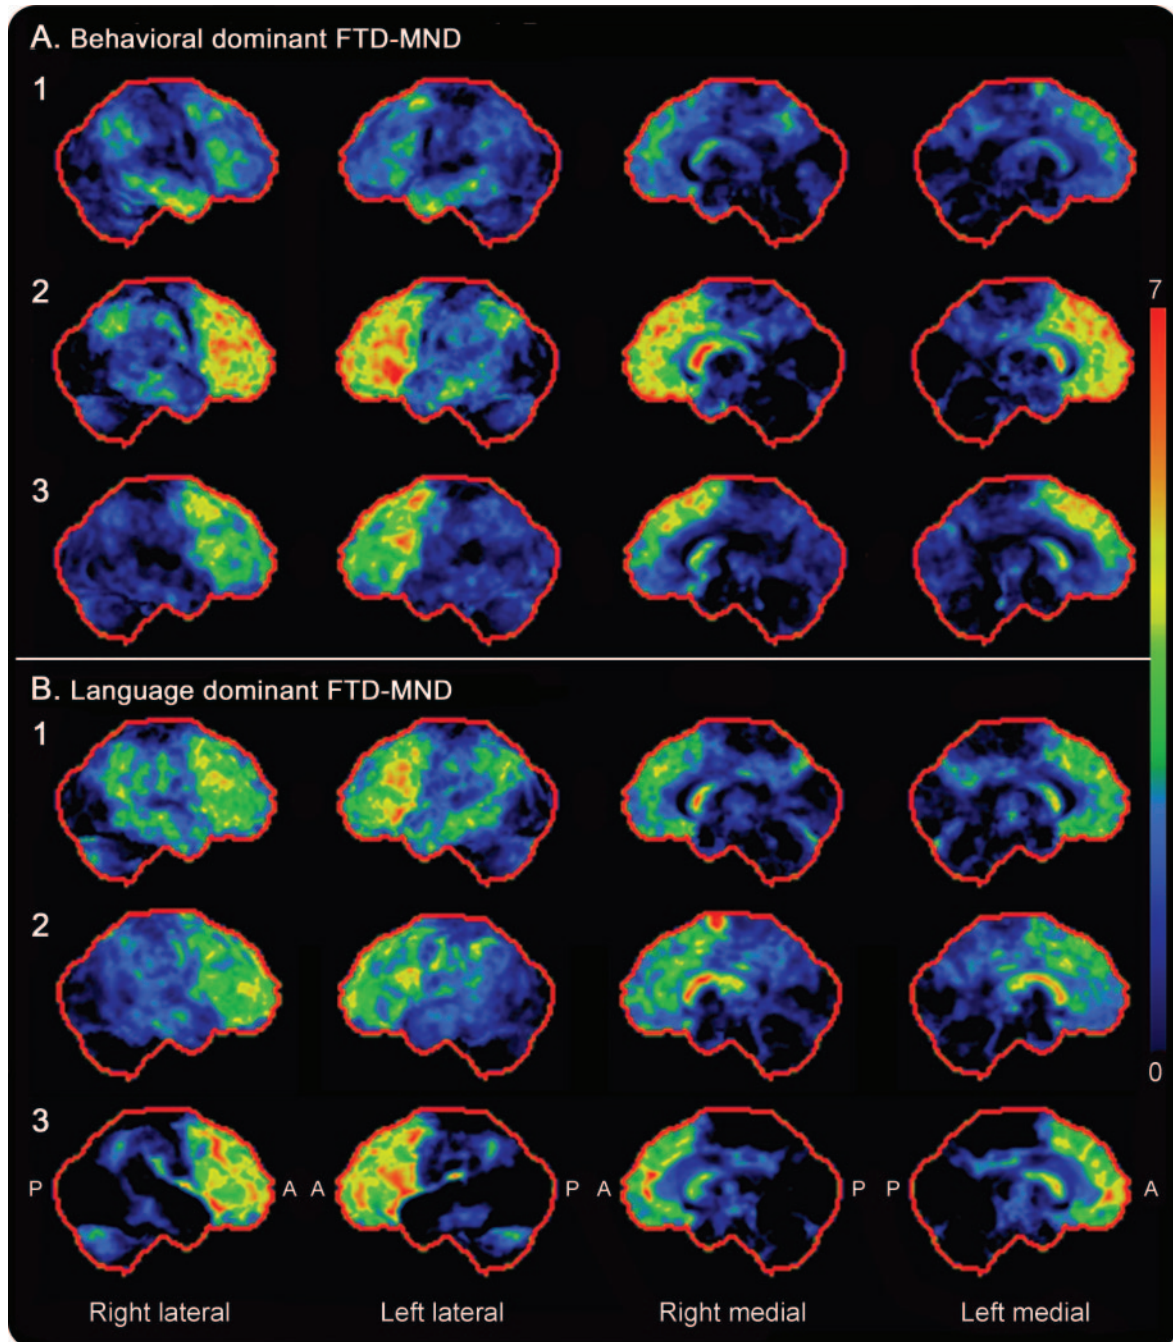 A. Behavioral dominant FTD-MND
1
2
7
3
B. Language dominant FTD-MND
1
2
0
3
P A A P A P P A
Right lateral Left lateral Right medial Left medial